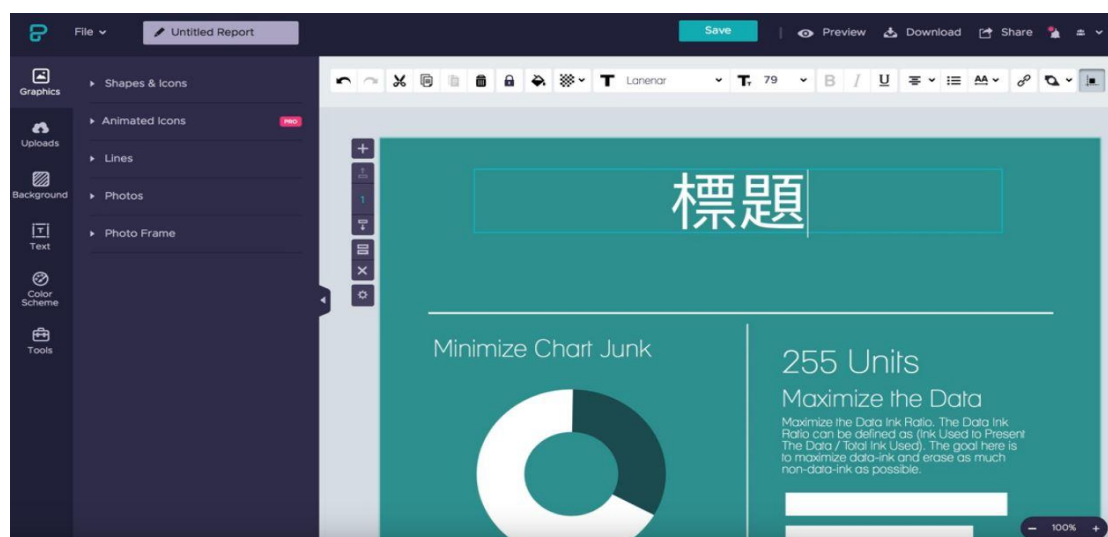 File
Untitled Report
Save
Preview
Download
Share
Graphics
Uploads
Background
Text
Color
Scheme
Tools
Shapes & Icons
Animated Icons
PRO
Lines
Photos
Photo Frame
Lanenar
79
B I U
AA
1
標題
Minimize Chart Junk
255 Units
Maximize the Data
Maximize the Data Ink Ratio. The Data Ink
Ratio can be defined as (Ink Used to Present
The Data / Total Ink Used). The goal here is
to maximize data-ink and erase as much
non-data-ink as possible.
100%